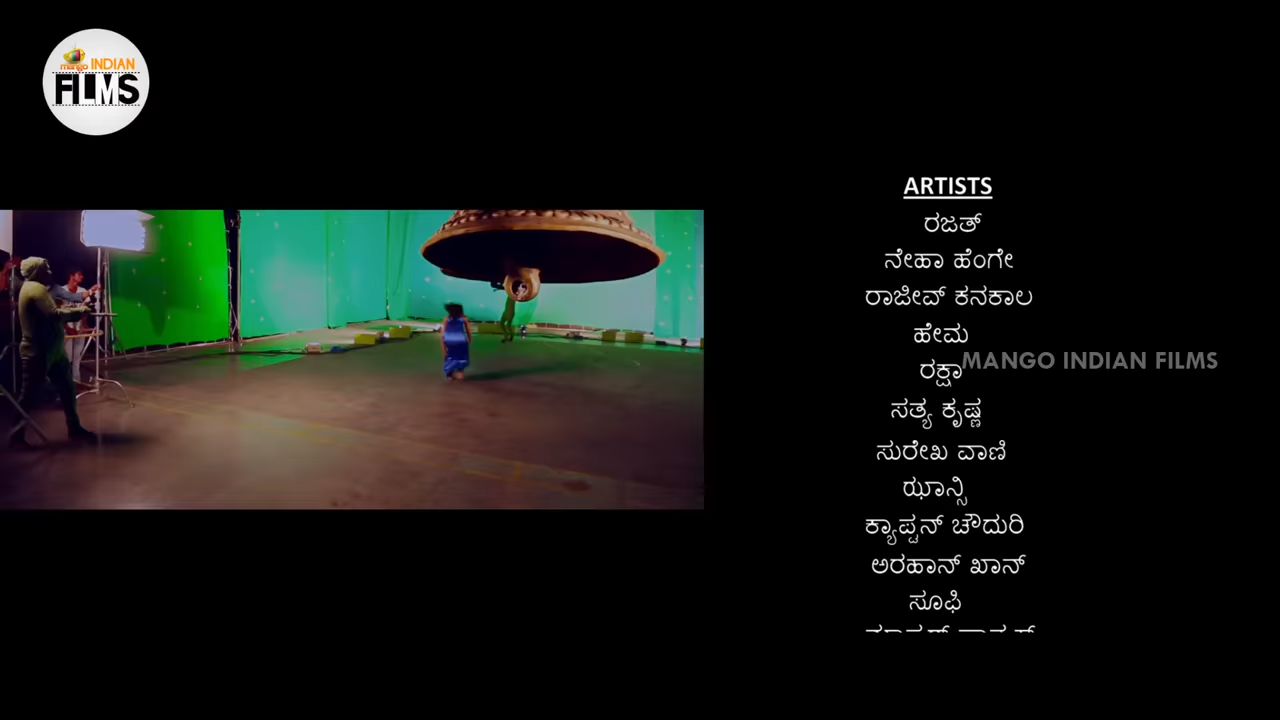 mango INDIAN
FILMS
ARTISTS
ರಜತ್
ನೇಹಾ ಹೆಂಗೇ
ರಾಜೀವ್ ಕನಕಾಲ
ಹೇಮ
ರಕ್ಷಾ
MANGO INDIAN FILMS
ಸತ್ಯ ಕೃಷ್ಣ
ಸುರೇಖ ವಾಣಿ
ಝಾನ್ಸಿ
ಕ್ಯಾಪ್ಟನ್ ಚೌದುರಿ
ಅರಹಾನ್ ಖಾನ್
ಸೂಫಿ